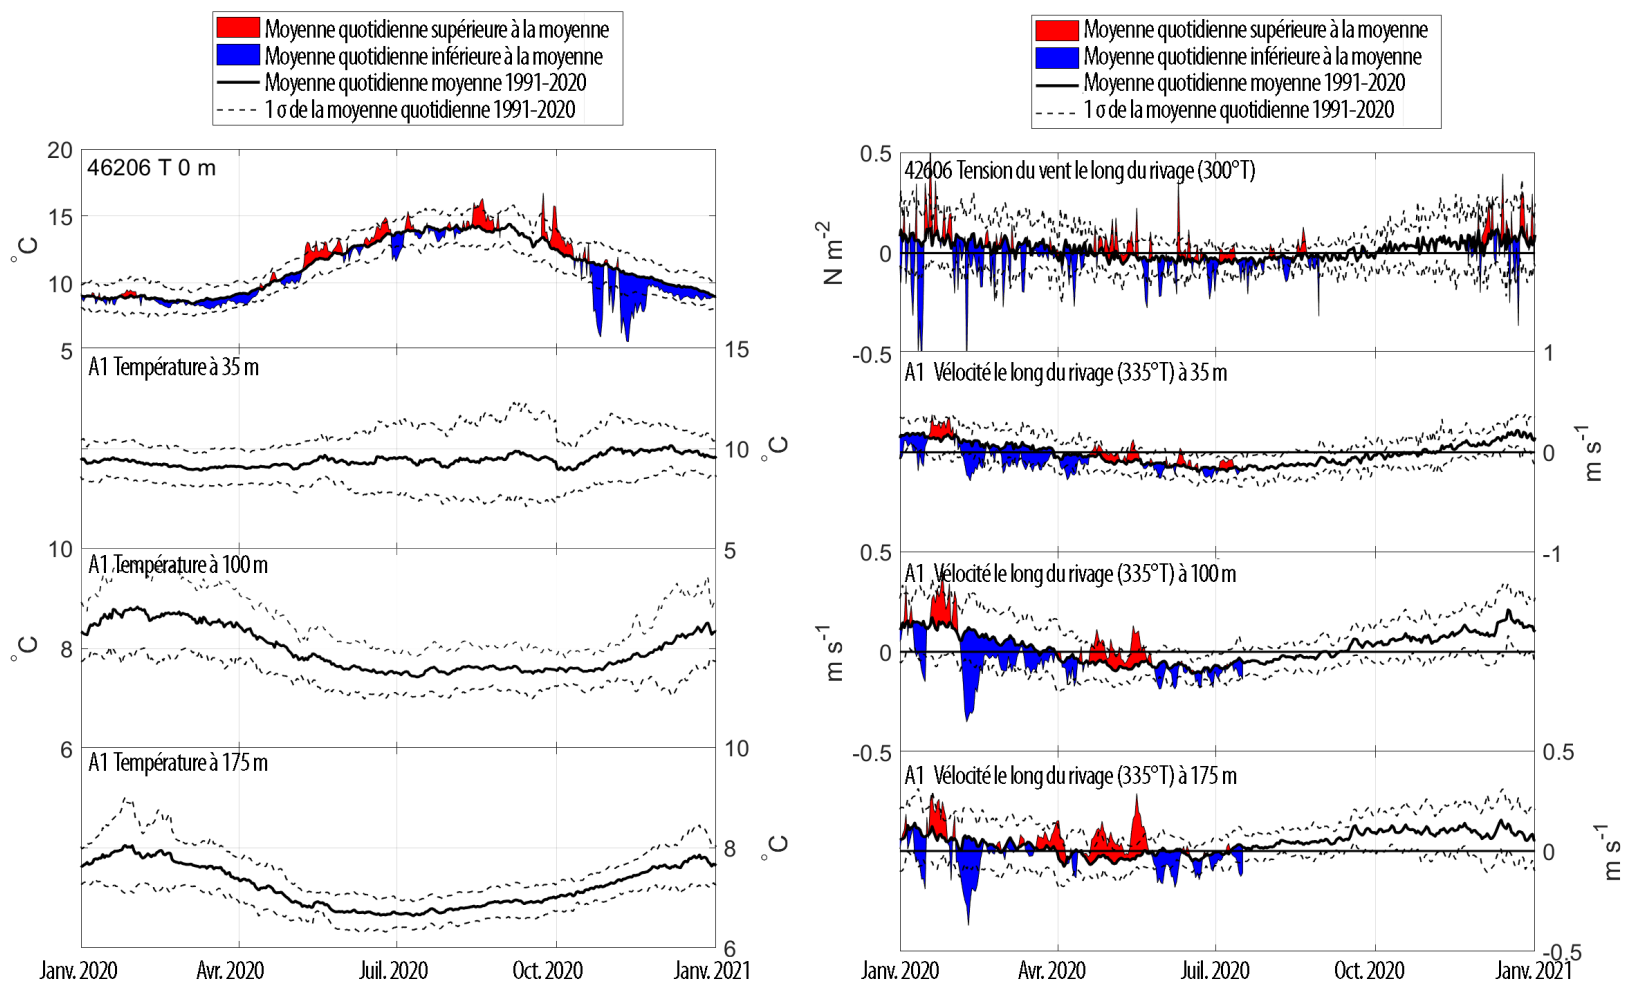 Moyenne quotidienne supérieure à la moyenne
Moyenne quotidienne inférieure à la moyenne
Moyenne quotidienne moyenne 1991-2020
1 σ de la moyenne quotidienne 1991-2020
20
46206 T 0 m
15
°C
10
5
15
A1 Température à 35 m
10
°C
10
5
A1 Température à 100 m
8
°C
6
10
A1 Température à 175 m
8
°C
6
Janv. 2020
Avr. 2020
Juil. 2020
Oct. 2020
Janv. 2021
Moyenne quotidienne supérieure à la moyenne
Moyenne quotidienne inférieure à la moyenne
Moyenne quotidienne moyenne 1991-2020
1 σ de la moyenne quotidienne 1991-2020
0.5
42606 Tension du vent le long du rivage (300°T)
0
N m-2
-0.5
1
A1 Vélocité le long du rivage (335°T) à 35 m
0
m s-1
0.5
-1
A1 Vélocité le long du rivage (335°T) à 100 m
0
m s-1
-0.5
0.5
A1 Vélocité le long du rivage (335°T) à 175 m
0
m s-1
-0.5
Janv. 2020
Avr. 2020
Juil. 2020
Oct. 2020
Janv. 2021